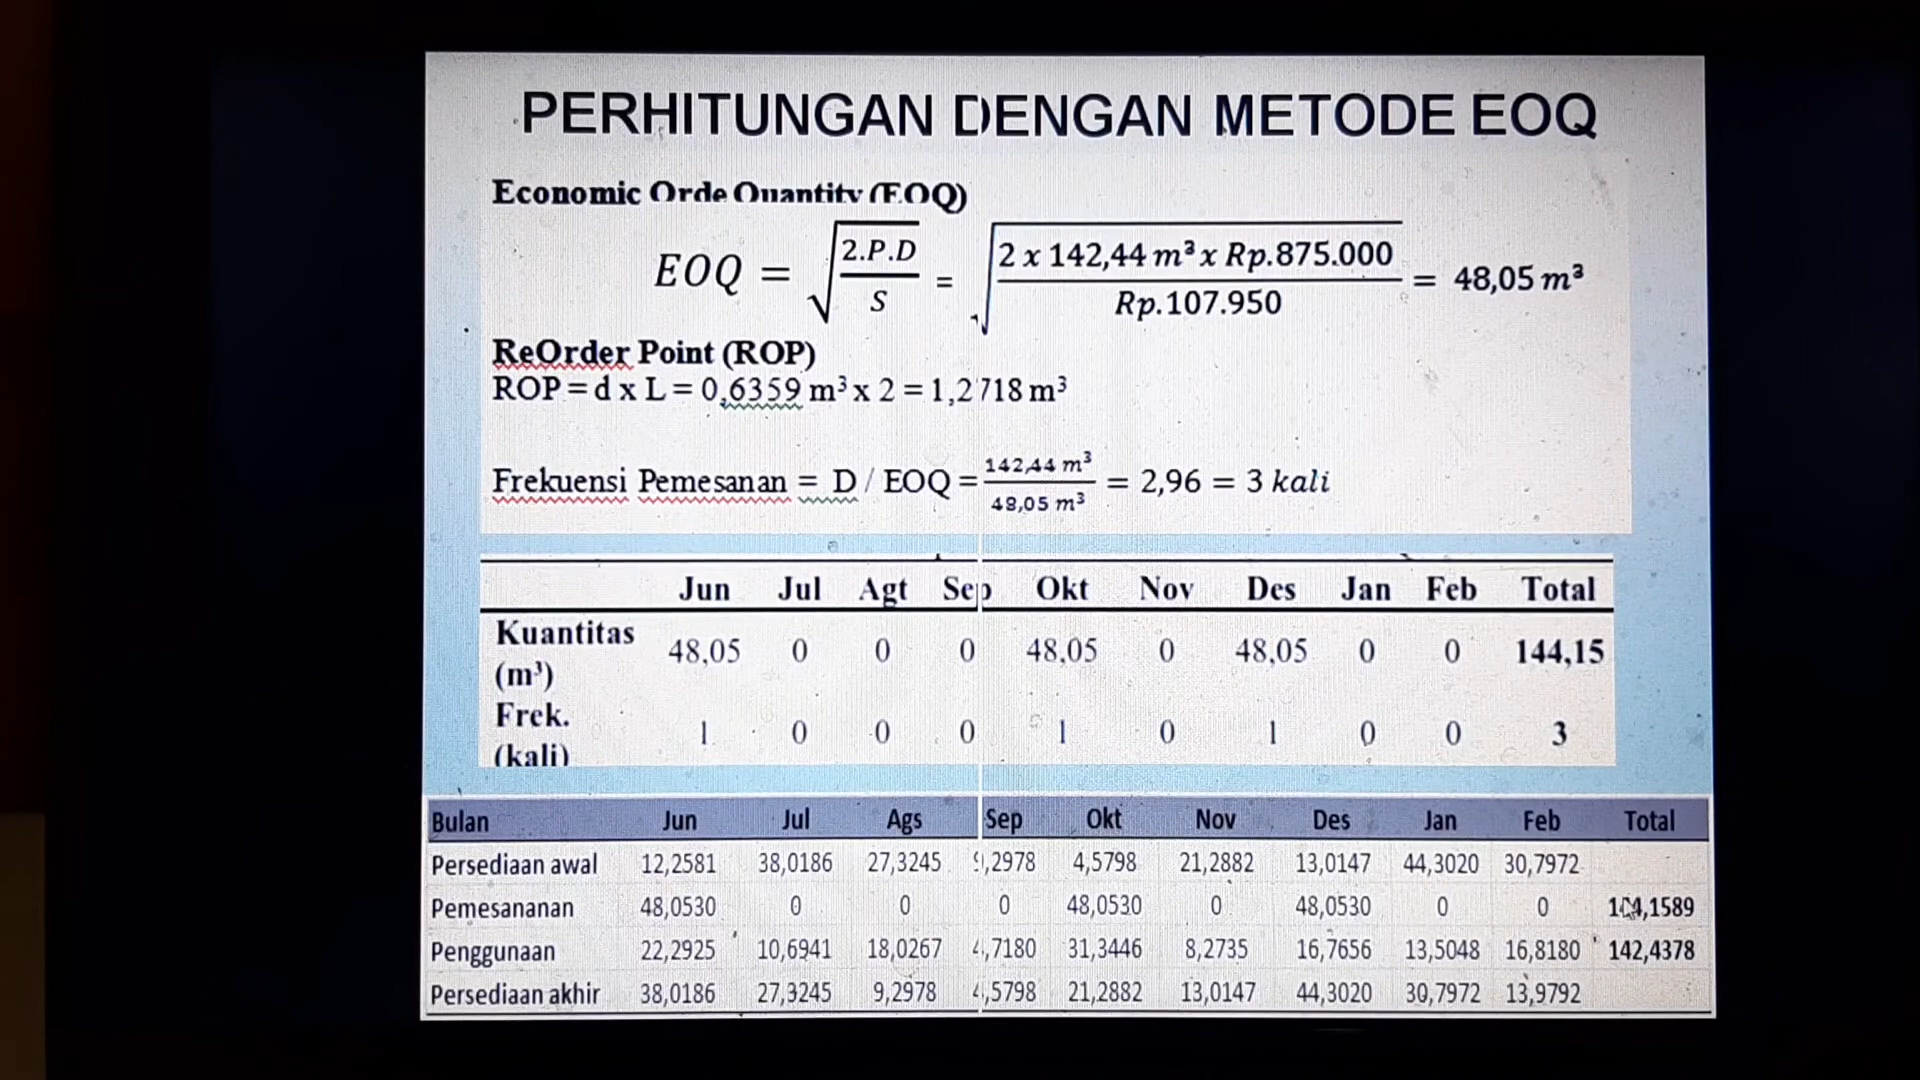 PERHITUNGAN DENGAN METODE EOQ
Economic Orde Quantity (EOQ)
EOQ = √(2.P.D / S) = √(2 x 142,44 m³ x Rp.875.000 / Rp.107.950) = 48,05 m³
ReOrder Point (ROP)
ROP = d x L = 0,6359 m³ x 2 = 1,2718 m³
Frekuensi Pemesanan = D / EOQ = 142,44 m³ / 48,05 m³ = 2,96 = 3 kali
Jun Jul Agt Sep Okt Nov Des Jan Feb Total
Kuantitas (m³) 48,05 0 0 0 48,05 0 48,05 0 0 144,15
Frek. (kali) 1 0 0 0 1 0 1 0 0 3
Bulan Jun Jul Ags Sep Okt Nov Des Jan Feb Total
Persediaan awal 12,2581 38,0186 27,3245 9,2978 4,5798 21,2882 13,0147 44,3020 30,7972
Pemesananan 48,0530 0 0 0 48,0530 0 48,0530 0 0
Penggunaan 22,2925 10,6941 18,0267 4,7180 31,3446 8,2735 16,7656 13,5048 16,8180 142,4378
Persediaan akhir 38,0186 27,3245 9,2978 4,5798 21,2882 13,0147 44,3020 30,7972 13,9792